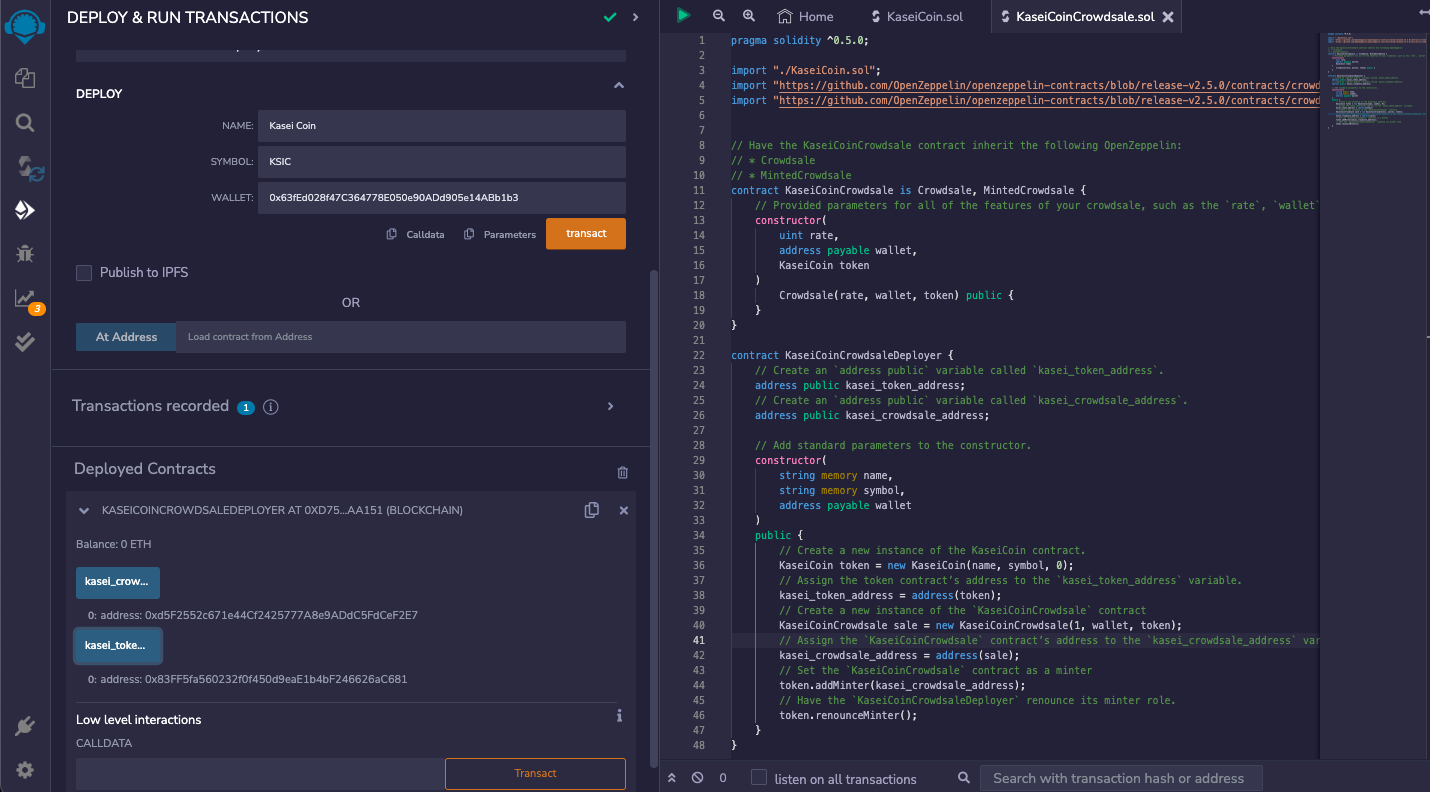 DEPLOY & RUN TRANSACTIONS
DEPLOY
NAME: Kasei Coin
SYMBOL: KSIC
WALLET: 0x63fEd028f47C364778E050e90ADd905e14ABb1b3
Calldata Parameters transact
Publish to IPFS
OR
At Address Load contract from Address
Transactions recorded 1 i
Deployed Contracts
KASEICOINCROWDSALEDEPLOYER AT 0XD75...AA151 (BLOCKCHAIN)
Balance: 0 ETH
kasei_crow...
0: address: 0xd5F2552c671e44Cf2425777A8e9ADdC5FdCeF2E7
kasei_toke...
0: address: 0x83FF5fa560232f0f450d9eaE1b4bF246626aC681
Low level interactions i
CALLDATA
Transact
3
Home KaseiCoin.sol KaseiCoinCrowdsale.sol
1 pragma solidity ^0.5.0;
2
3 import "./KaseiCoin.sol";
4 import "https://github.com/OpenZeppelin/openzeppelin-contracts/blob/release-v2.5.0/contracts/crowd
5 import "https://github.com/OpenZeppelin/openzeppelin-contracts/blob/release-v2.5.0/contracts/crowd
6
7
8 // Have the KaseiCoinCrowdsale contract inherit the following OpenZeppelin:
9 // * Crowdsale
10 // * MintedCrowdsale
11 contract KaseiCoinCrowdsale is Crowdsale, MintedCrowdsale {
12 // Provided parameters for all of the features of your crowdsale, such as the `rate`, `wallet`
13 constructor(
14 uint rate,
15 address payable wallet,
16 KaseiCoin token
17 )
18 Crowdsale(rate, wallet, token) public {
19 }
20 }
21
22 contract KaseiCoinCrowdsaleDeployer {
23 // Create an `address public` variable called `kasei_token_address`.
24 address public kasei_token_address;
25 // Create an `address public` variable called `kasei_crowdsale_address`.
26 address public kasei_crowdsale_address;
27
28 // Add standard parameters to the constructor.
29 constructor(
30 string memory name,
31 string memory symbol,
32 address payable wallet
33 )
34 public {
35 // Create a new instance of the KaseiCoin contract.
36 KaseiCoin token = new KaseiCoin(name, symbol, 0);
37 // Assign the token contract's address to the `kasei_token_address` variable.
38 kasei_token_address = address(token);
39 // Create a new instance of the `KaseiCoinCrowdsale` contract
40 KaseiCoinCrowdsale sale = new KaseiCoinCrowdsale(1, wallet, token);
41 // Assign the `KaseiCoinCrowdsale` contract's address to the `kasei_crowdsale_address` var
42 kasei_crowdsale_address = address(sale);
43 // Set the `KaseiCoinCrowdsale` contract as a minter
44 token.addMinter(kasei_crowdsale_address);
45 // Have the `KaseiCoinCrowdsaleDeployer` renounce its minter role.
46 token.renounceMinter();
47 }
48 }
0 listen on all transactions Search with transaction hash or address